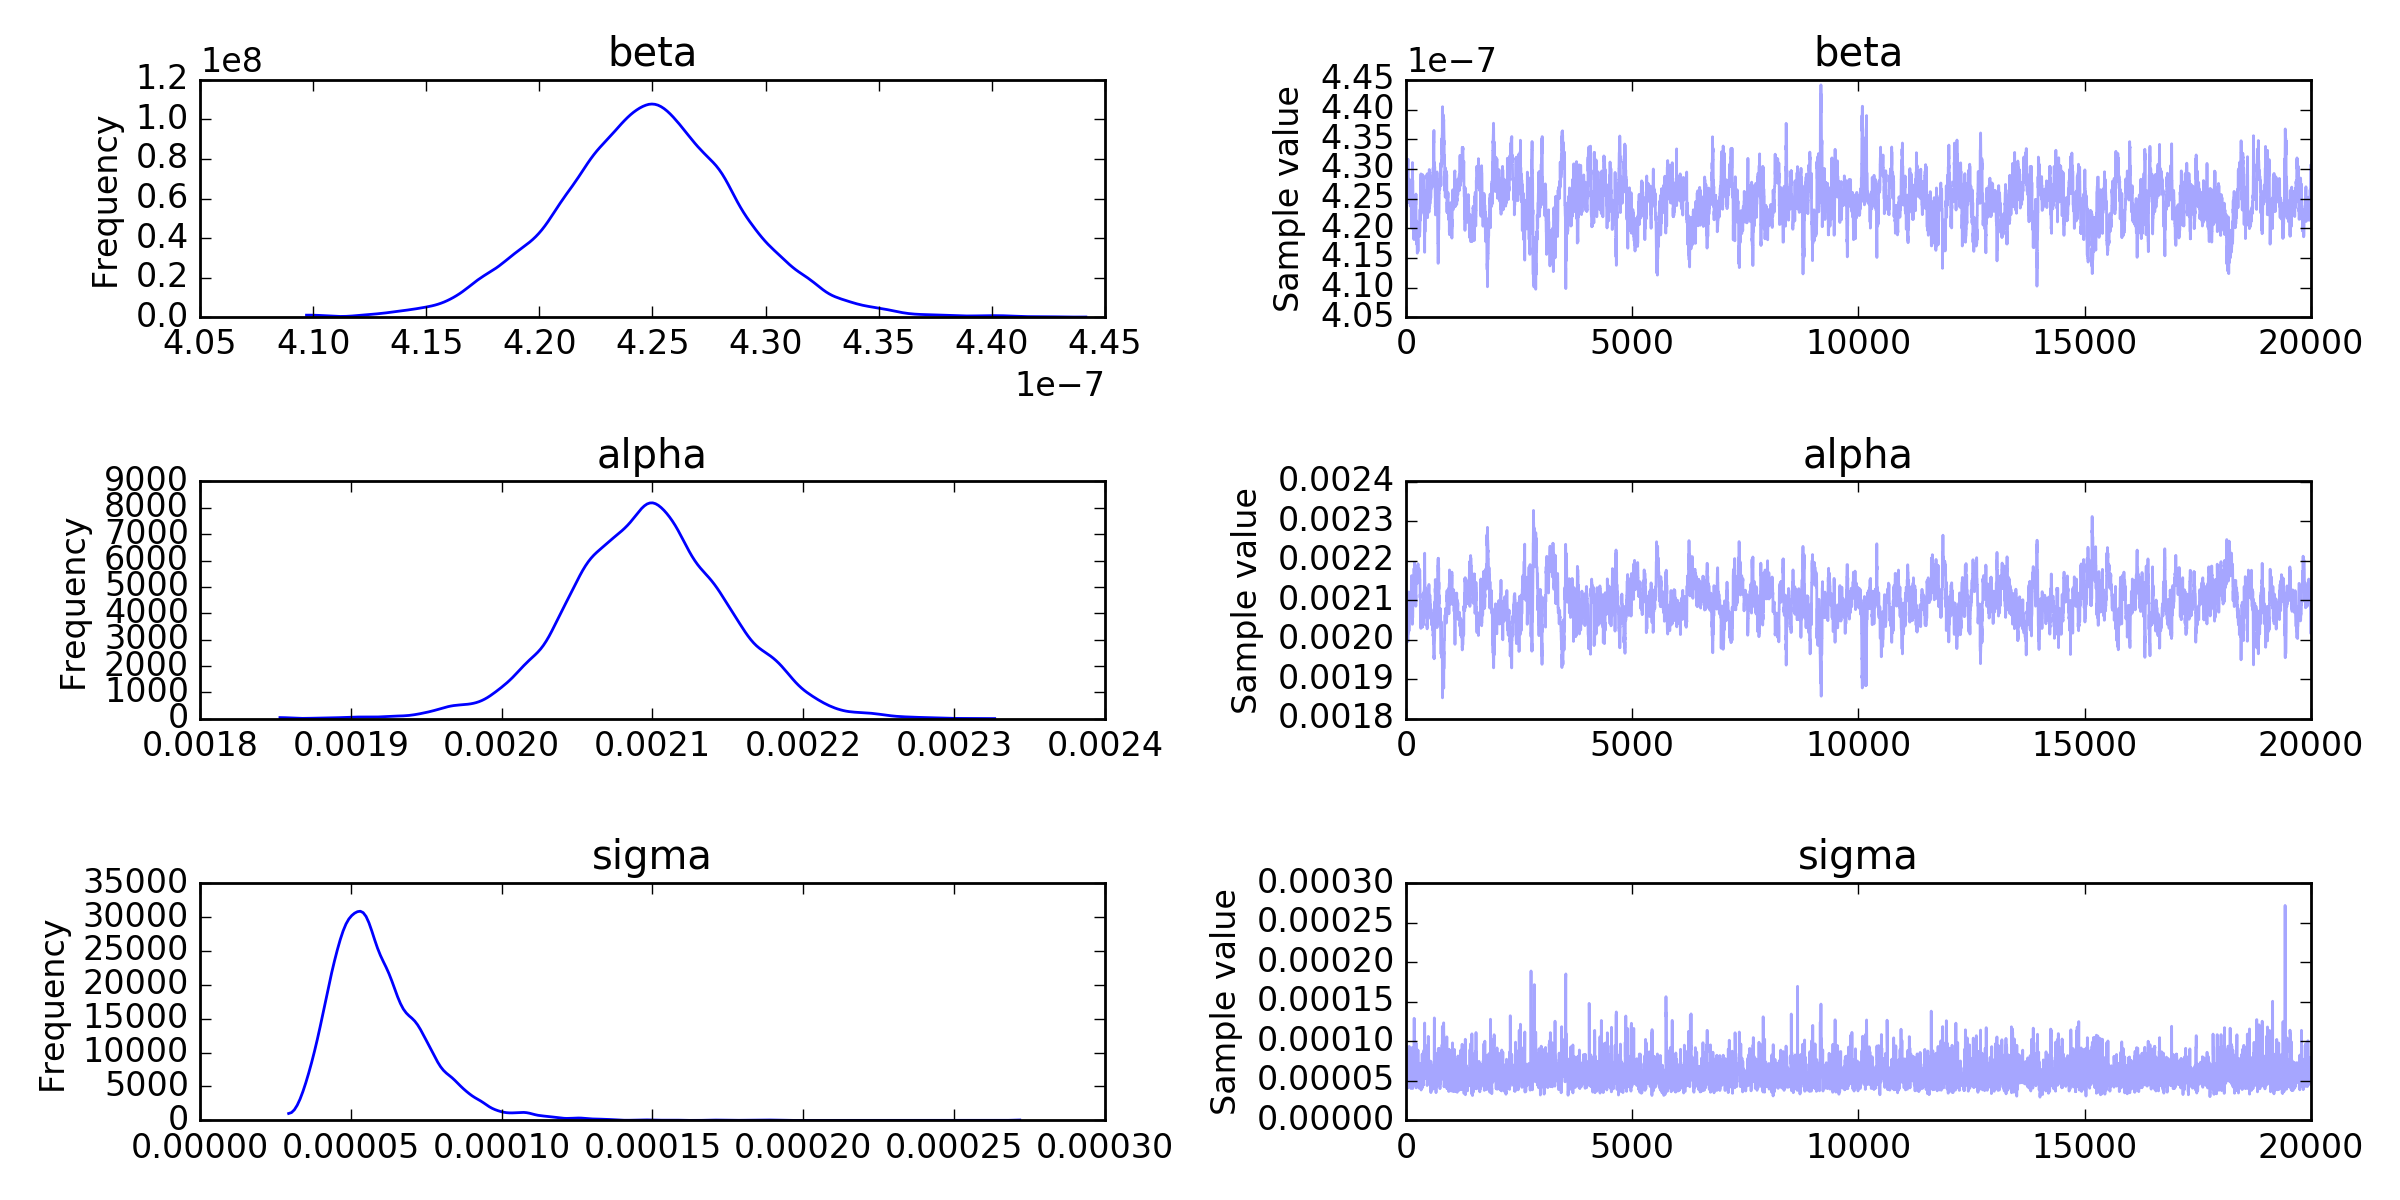 beta
1e8
1.2
1.0
0.8
0.6
0.4
0.2
0.0
Frequency
4.05 4.10 4.15 4.20 4.25 4.30 4.35 4.40 4.45
1e−7
beta
1e−7
4.45
4.40
4.35
4.30
4.25
4.20
4.15
4.10
4.05
Sample value
0 5000 10000 15000 20000
alpha
9000
8000
7000
6000
5000
4000
3000
2000
1000
0
Frequency
0.0018 0.0019 0.0020 0.0021 0.0022 0.0023 0.0024
alpha
0.0024
0.0023
0.0022
0.0021
0.0020
0.0019
0.0018
Sample value
0 5000 10000 15000 20000
sigma
35000
30000
25000
20000
15000
10000
5000
0
Frequency
0.00000 0.00005 0.00010 0.00015 0.00020 0.00025 0.00030
sigma
0.00030
0.00025
0.00020
0.00015
0.00010
0.00005
0.00000
Sample value
0 5000 10000 15000 20000